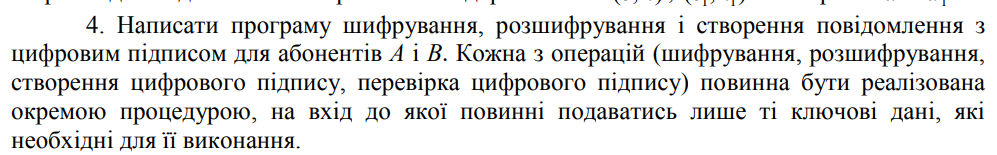 4. Написати програму шифрування, розшифрування і створення повідомлення з
цифровим підписом для абонентів A і B. Кожна з операцій (шифрування, розшифрування,
створення цифрового підпису, перевірка цифрового підпису) повинна бути реалізована
окремою процедурою, на вхід до якої повинні подаватись лише ті ключові дані, які
необхідні для її виконання.